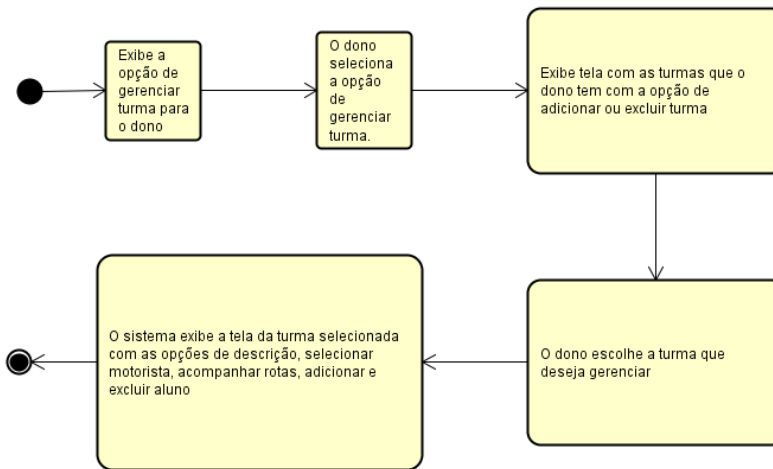 Exibe a
opção de
gerenciar
turma para
o dono
O dono
seleciona
a opção
de
gerenciar
turma.
Exibe tela com as turmas que o
dono tem com a opção de
adicionar ou excluir turma
O dono escolhe a turma que
deseja gerenciar
O sistema exibe a tela da turma selecionada
com as opções de descrição, selecionar
motorista, acompanhar rotas, adicionar e
excluir aluno